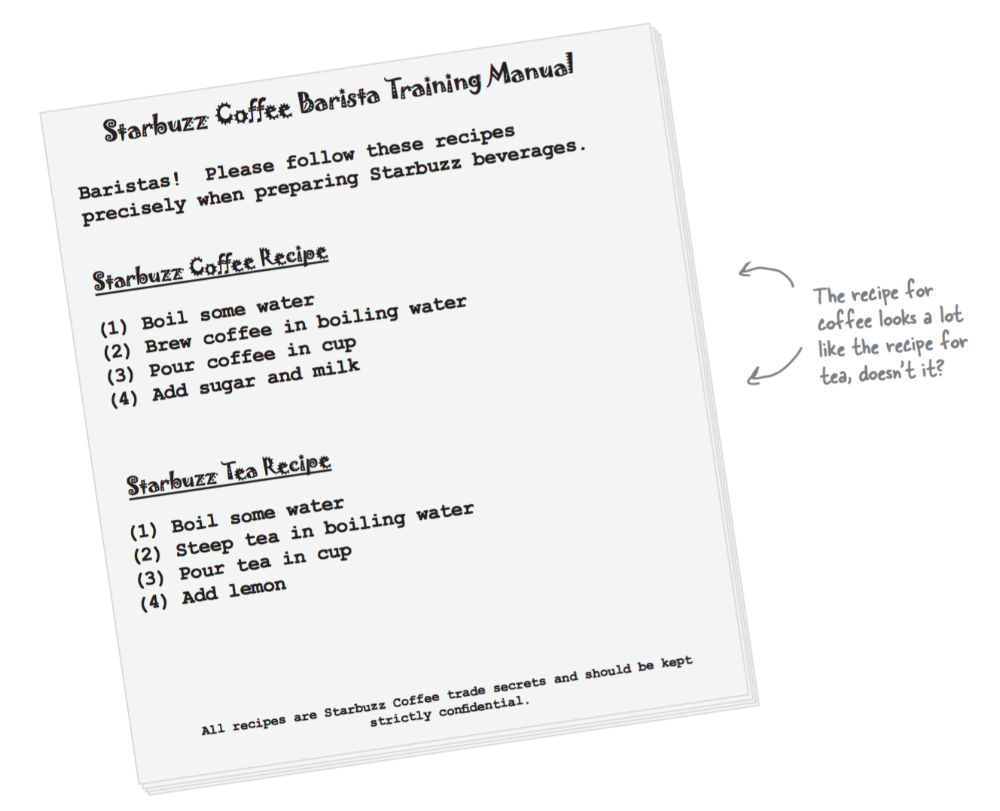 Starbuzz Coffee Barista Training Manual
Baristas!  Please follow these recipes
precisely when preparing Starbuzz beverages.
Starbuzz Coffee Recipe
(1) Boil some water
(2) Brew coffee in boiling water
(3) Pour coffee in cup
(4) Add sugar and milk
Starbuzz Tea Recipe
(1) Boil some water
(2) Steep tea in boiling water
(3) Pour tea in cup
(4) Add lemon
All recipes are Starbuzz Coffee trade secrets and should be kept
strictly confidential.
The recipe for
coffee looks a lot
like the recipe for
tea, doesn't it?